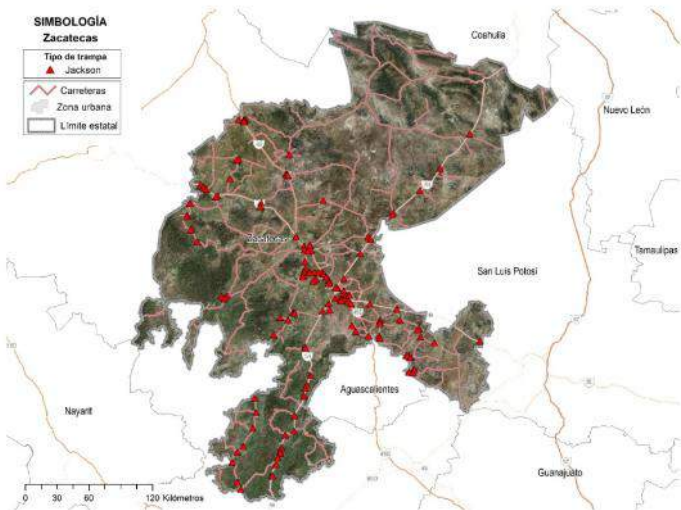 SIMBOLOGÍA
Zacatecas
Tipo de trampa
Jackson
Carreteras
Zona urbana
Límite estatal
Coahuila
Nuevo León
Tamaulipas
San Luis Potosí
Zacatecas
Aguascalientes
Nayarit
Guanajuato
0 30 60 120 Kilómetros